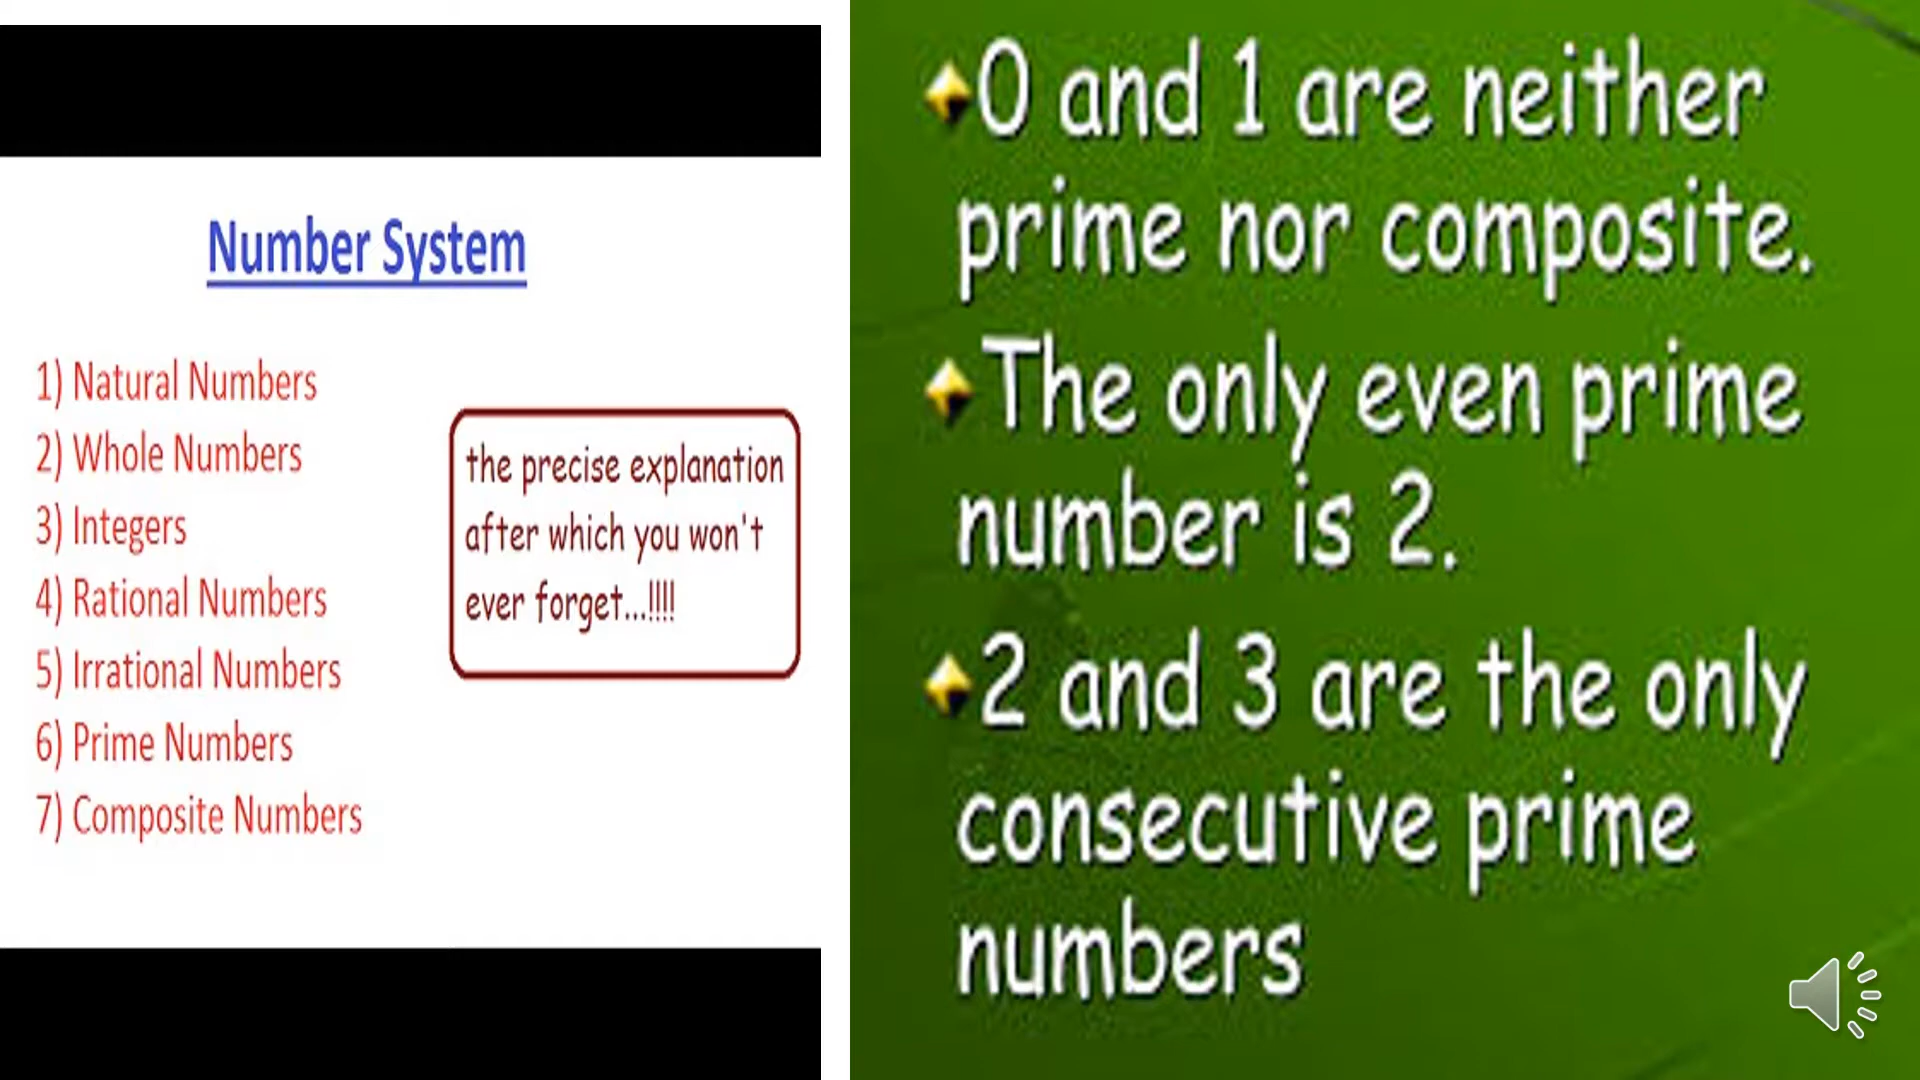 Number System
1) Natural Numbers
2) Whole Numbers
3) Integers
4) Rational Numbers
5) Irrational Numbers
6) Prime Numbers
7) Composite Numbers
the precise explanation
after which you won't
ever forget...!!!!
0 and 1 are neither
prime nor composite.
The only even prime
number is 2.
2 and 3 are the only
consecutive prime
numbers